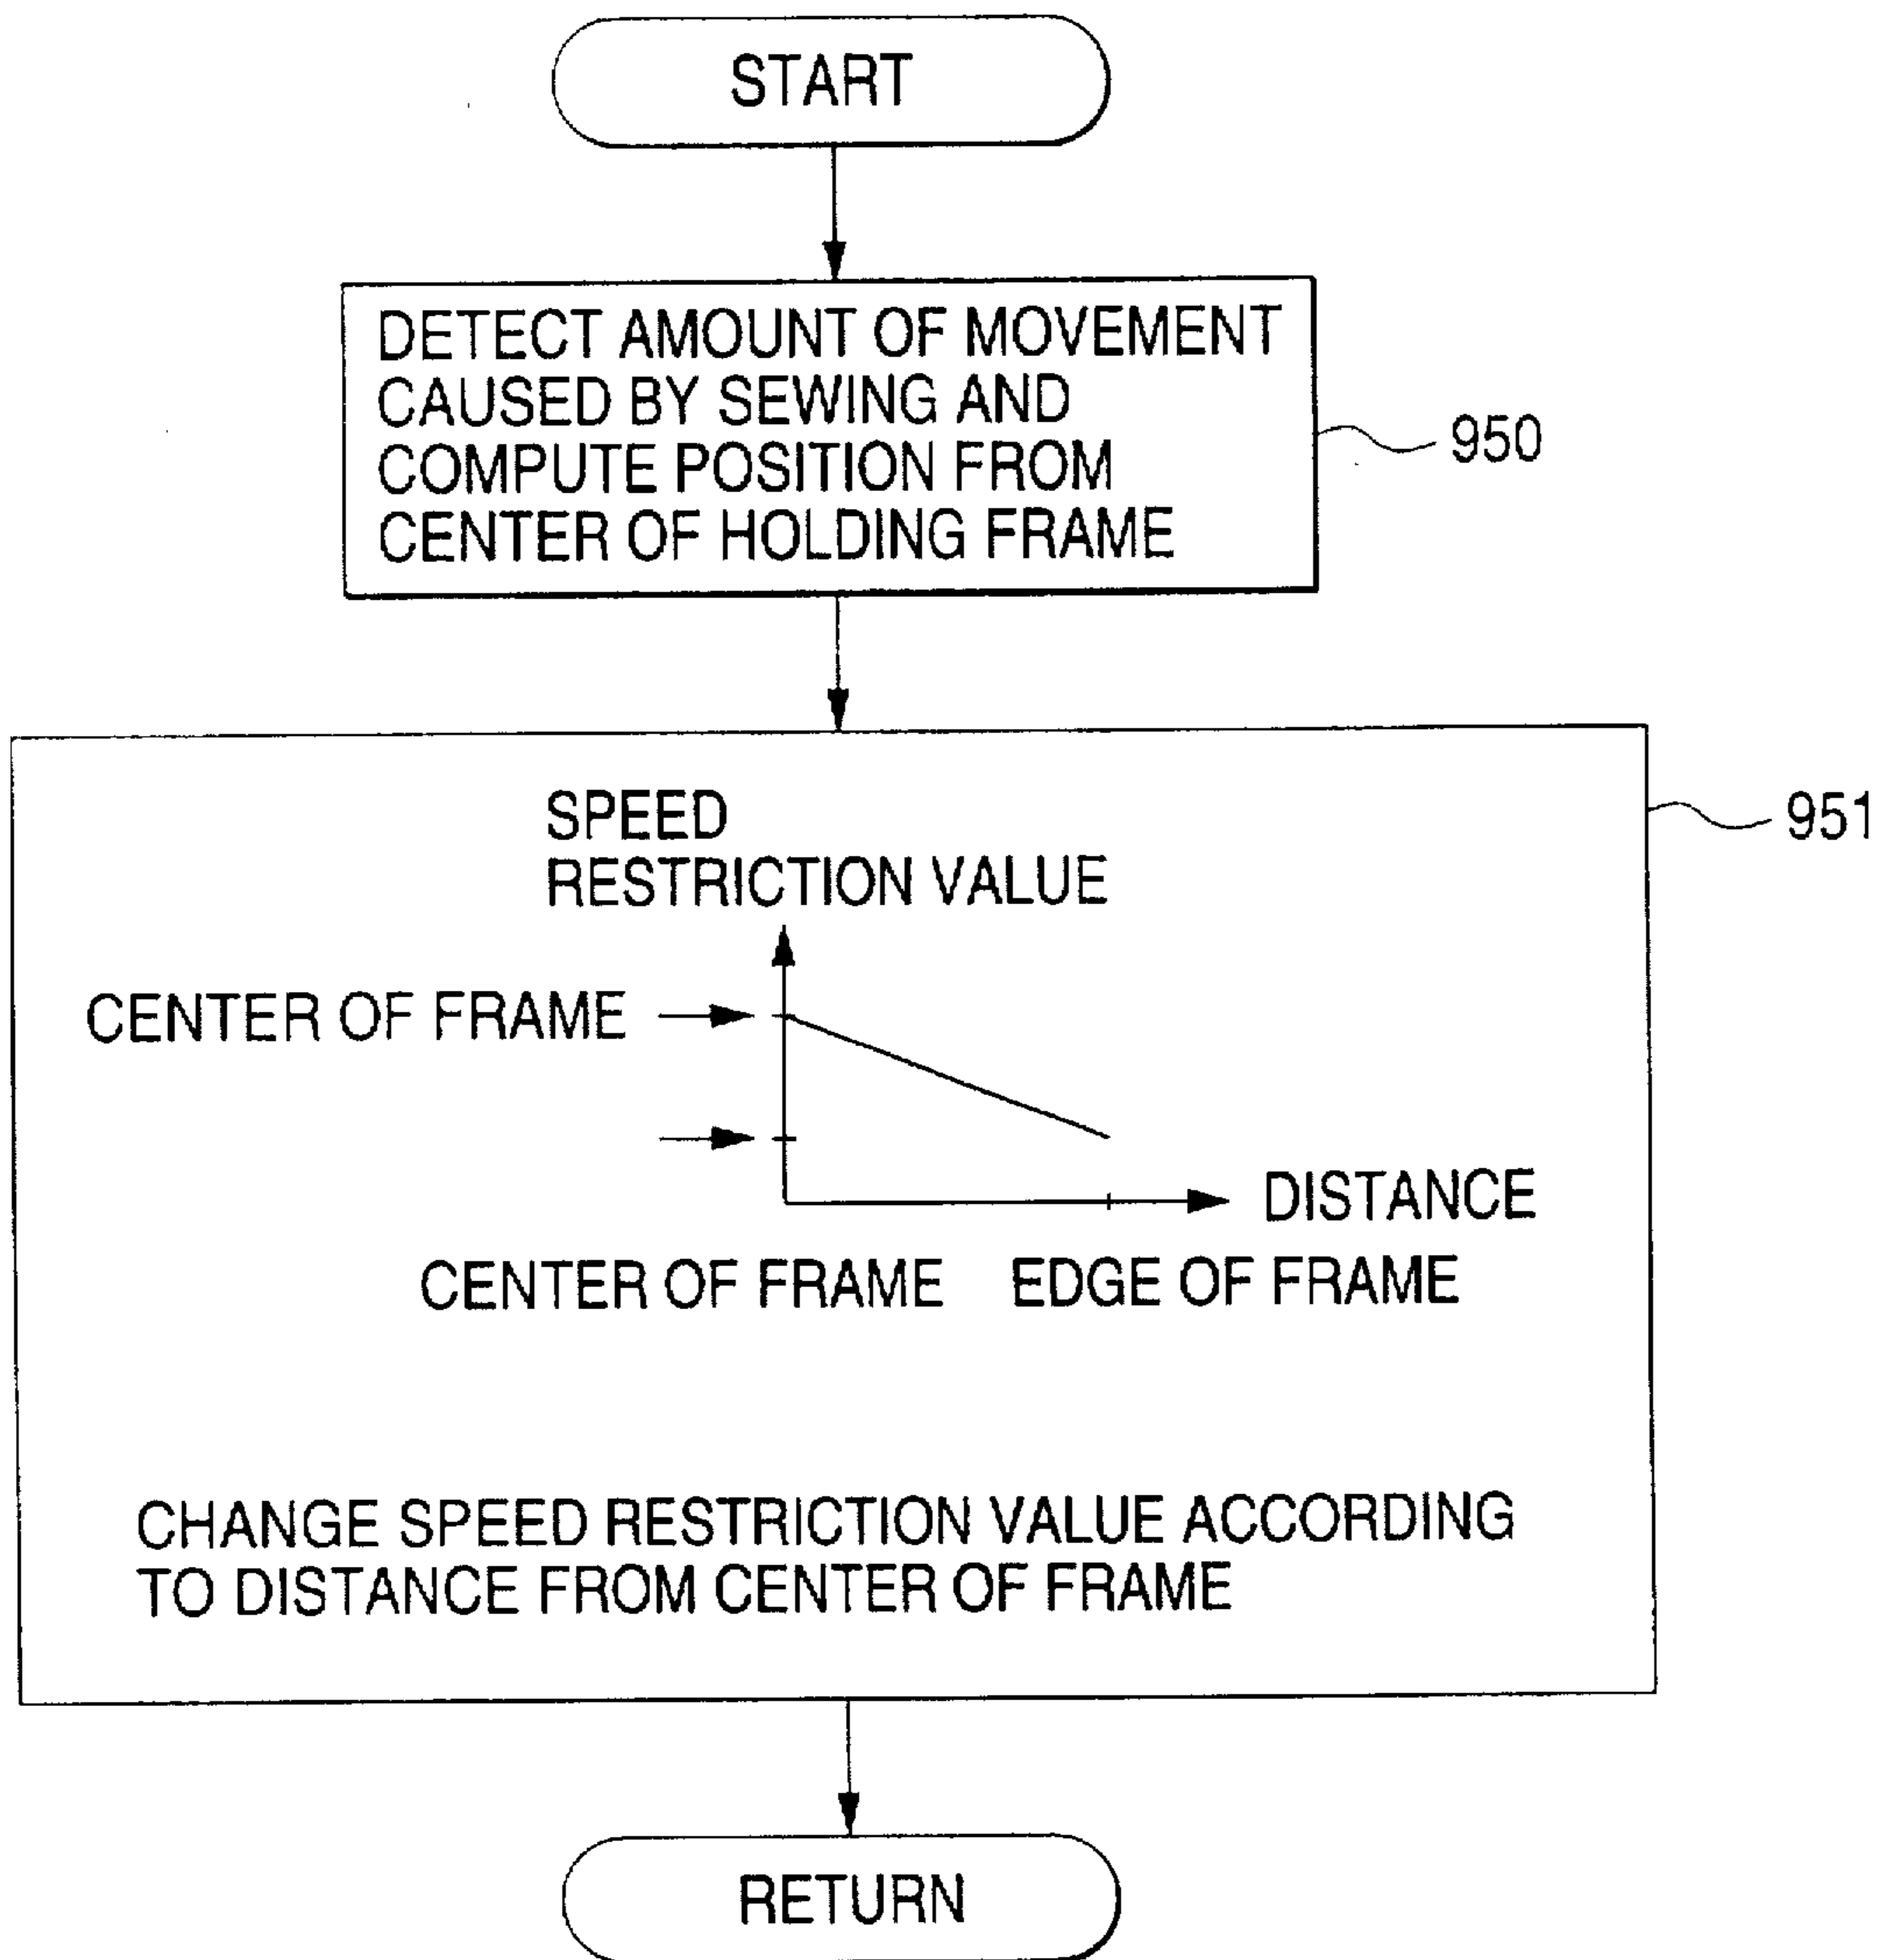 START
DETECT AMOUNT OF MOVEMENT
CAUSED BY SEWING AND
COMPUTE POSITION FROM
CENTER OF HOLDING FRAME
950
951
SPEED
RESTRICTION VALUE
CENTER OF FRAME
DISTANCE
CENTER OF FRAME
EDGE OF FRAME
CHANGE SPEED RESTRICTION VALUE ACCORDING
TO DISTANCE FROM CENTER OF FRAME
RETURN